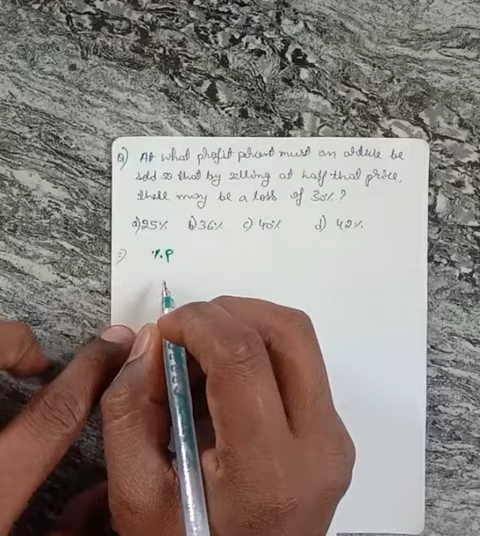 Q) At what profit percent must an article be
sold so that by selling at half that price,
there may be a loss of 30%?
a) 25% b) 36% c) 40% d) 42%
:) %P